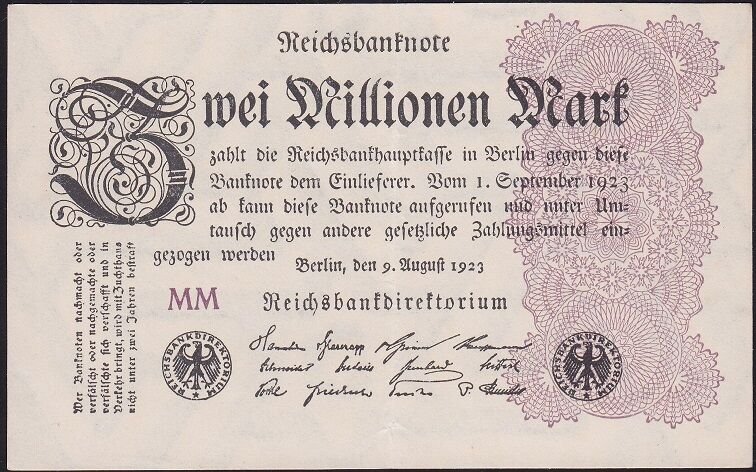 Reichsbanknote
Zwei Millionen Mark
zahlt die Reichsbankhauptkasse in Berlin gegen diese
Banknote dem Einlieferer. Vom 1. September 1923
ab kann diese Banknote aufgerufen und unter Um-
tausch gegen andere gesetzliche Zahlungsmittel ein-
gezogen werden
Berlin, den 9. August 1923
MM
Reichsbankdirektorium
Wer Banknoten nachmacht oder
verfälscht oder nachgemachte oder
verfälschte sich verschafft und in
Verkehr bringt, wird mit Zuchthaus
nicht unter zwei Jahren bestraft
REICHSBANKDIREKTORIUM
REICHSBANKDIREKTORIUM